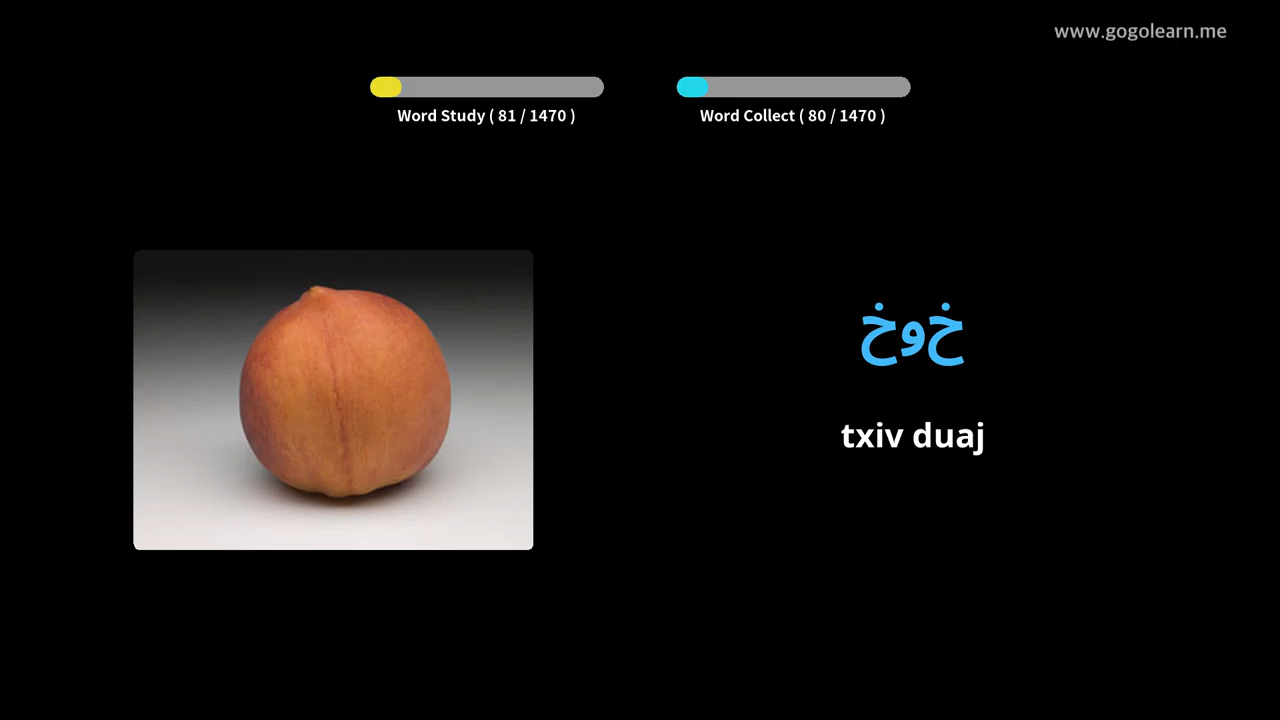 www.gogolearn.me
Word Study ( 81 / 1470 )
Word Collect ( 80 / 1470 )
خوخ
txiv duaj